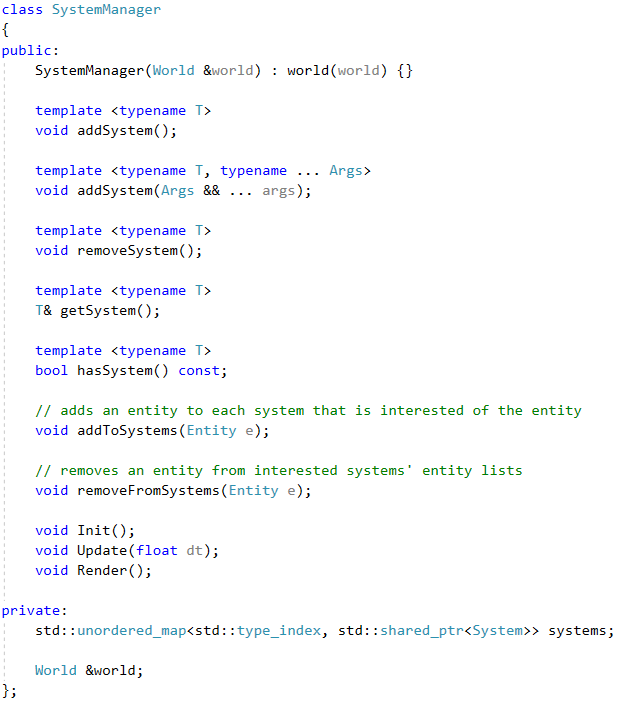 class SystemManager
{
public:
    SystemManager(World &world) : world(world) {}

    template <typename T>
    void addSystem();

    template <typename T, typename ... Args>
    void addSystem(Args && ... args);

    template <typename T>
    void removeSystem();

    template <typename T>
    T& getSystem();

    template <typename T>
    bool hasSystem() const;

    // adds an entity to each system that is interested of the entity
    void addToSystems(Entity e);

    // removes an entity from interested systems' entity lists
    void removeFromSystems(Entity e);

    void Init();
    void Update(float dt);
    void Render();

private:
    std::unordered_map<std::type_index, std::shared_ptr<System>> systems;

    World &world;
};